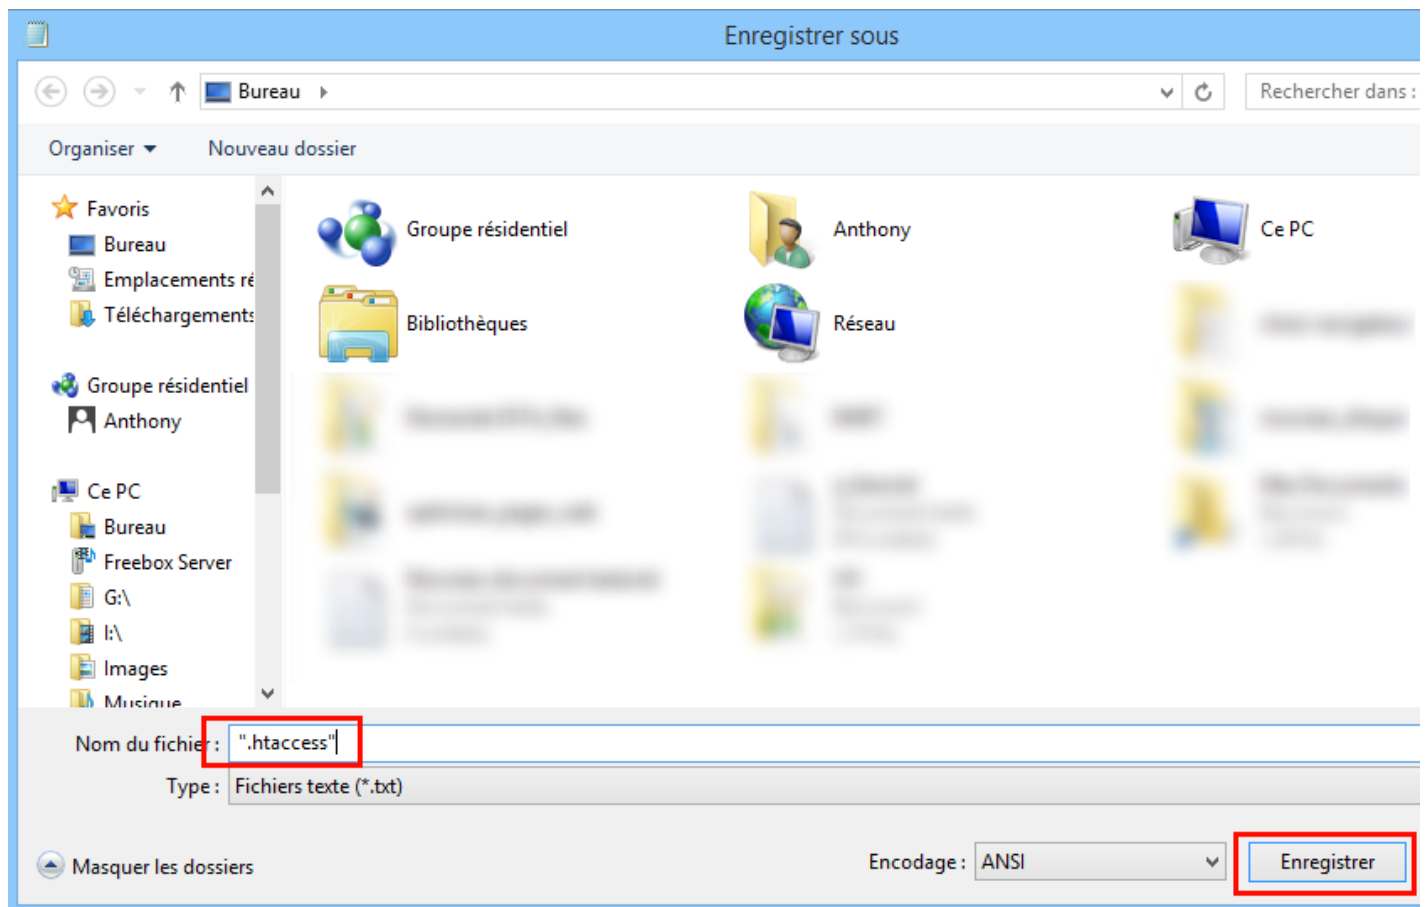 Enregistrer sous
Bureau
Rechercher dans :
Organiser
Nouveau dossier
Favoris
Bureau
Emplacements ré
Téléchargements
Groupe résidentiel
Anthony
Ce PC
Bureau
Freebox Server
G:\
I:\
Images
Musique
Groupe résidentiel
Anthony
Ce PC
Bibliothèques
Réseau
Nom du fichier : ".htaccess"
Type : Fichiers texte (*.txt)
Masquer les dossiers
Encodage : ANSI
Enregistrer